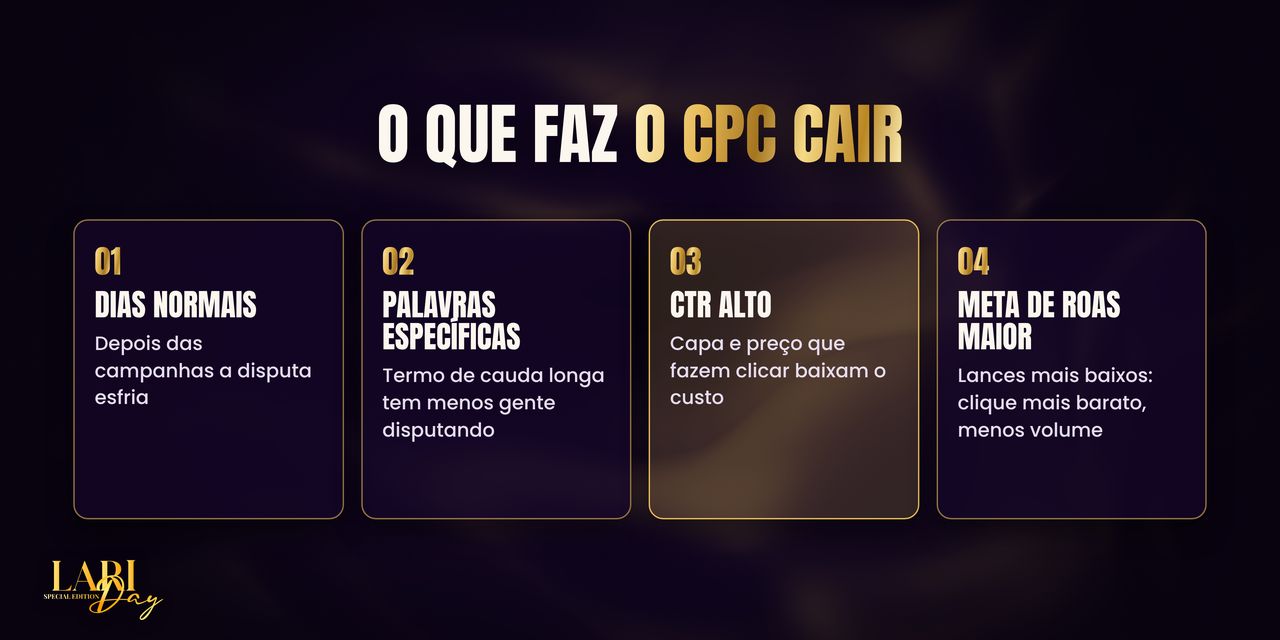 O QUE FAZ O CPC CAIR
01
DIAS NORMAIS
Depois das
campanhas a disputa
esfria
02
PALAVRAS
ESPECÍFICAS
Termo de cauda longa
tem menos gente
disputando
03
CTR ALTO
Capa e preço que
fazem clicar baixam o
custo
04
META DE ROAS
MAIOR
Lances mais baixos:
clique mais barato,
menos volume
LABI
SPECIAL EDITION
Day